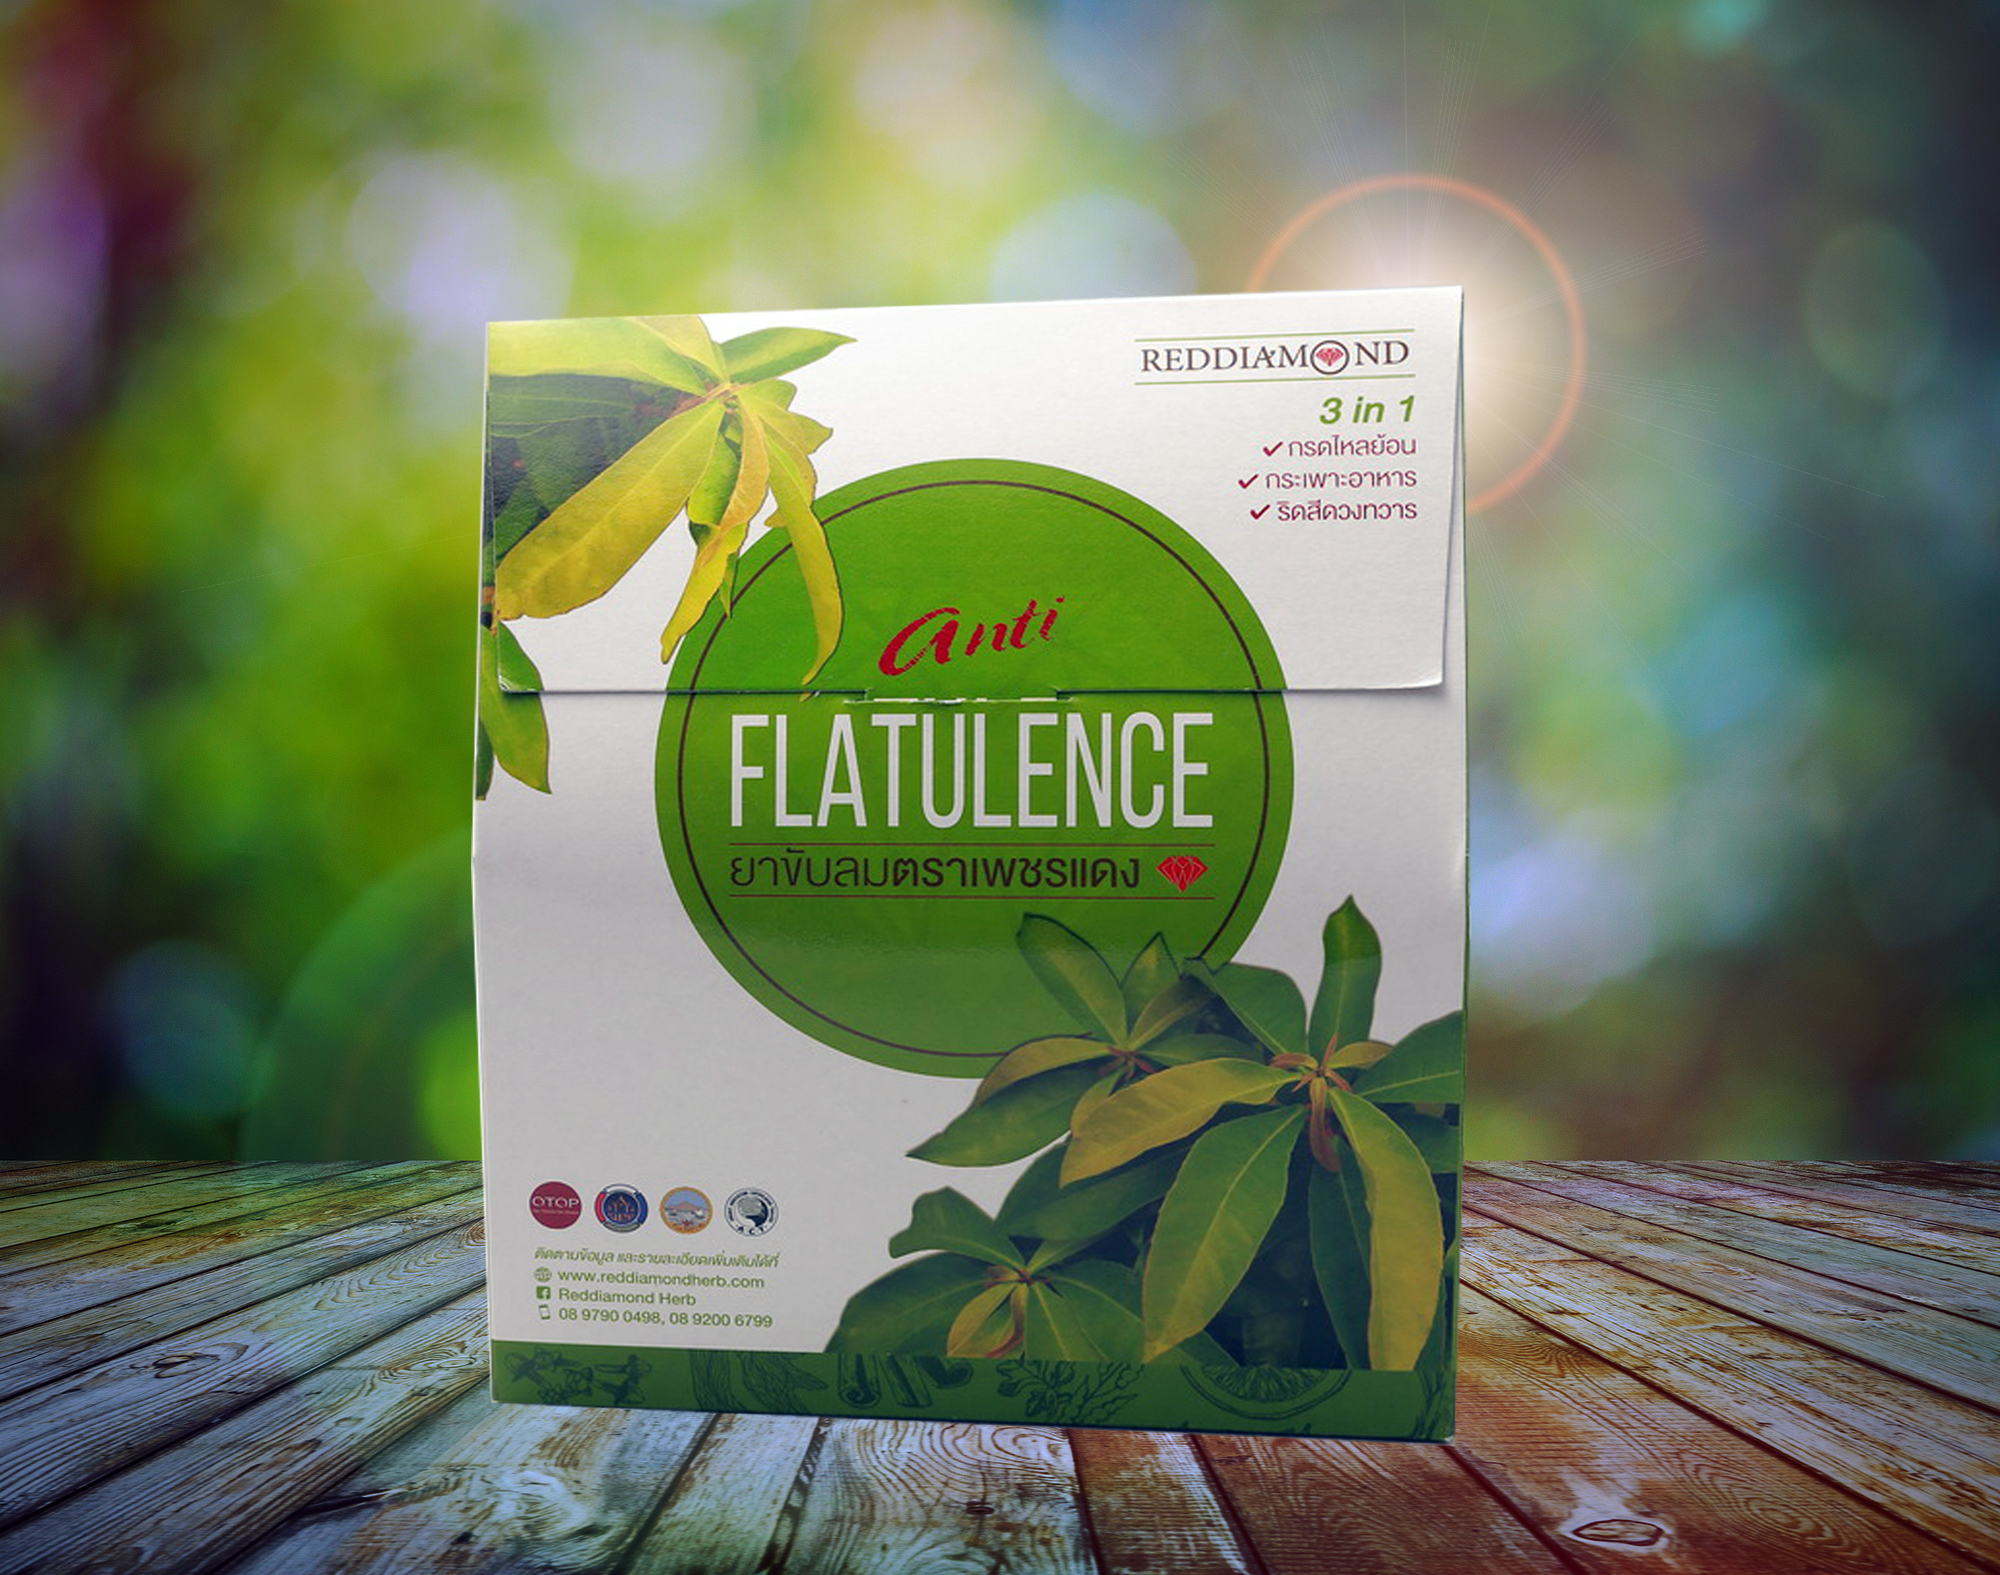 REDDIAMOND
3 in 1
กรดไหลย้อน
กระเพาะอาหาร
ริดสีดวงทวาร
anti
FLATULENCE
ยาขับลมตราเพชรแดง
OTOP
ติดตามข้อมูล และรายละเอียดเพิ่มเติมได้ที่
www.reddiamondherb.com
Reddiamond Herb
08 9790 0498, 08 9200 6799